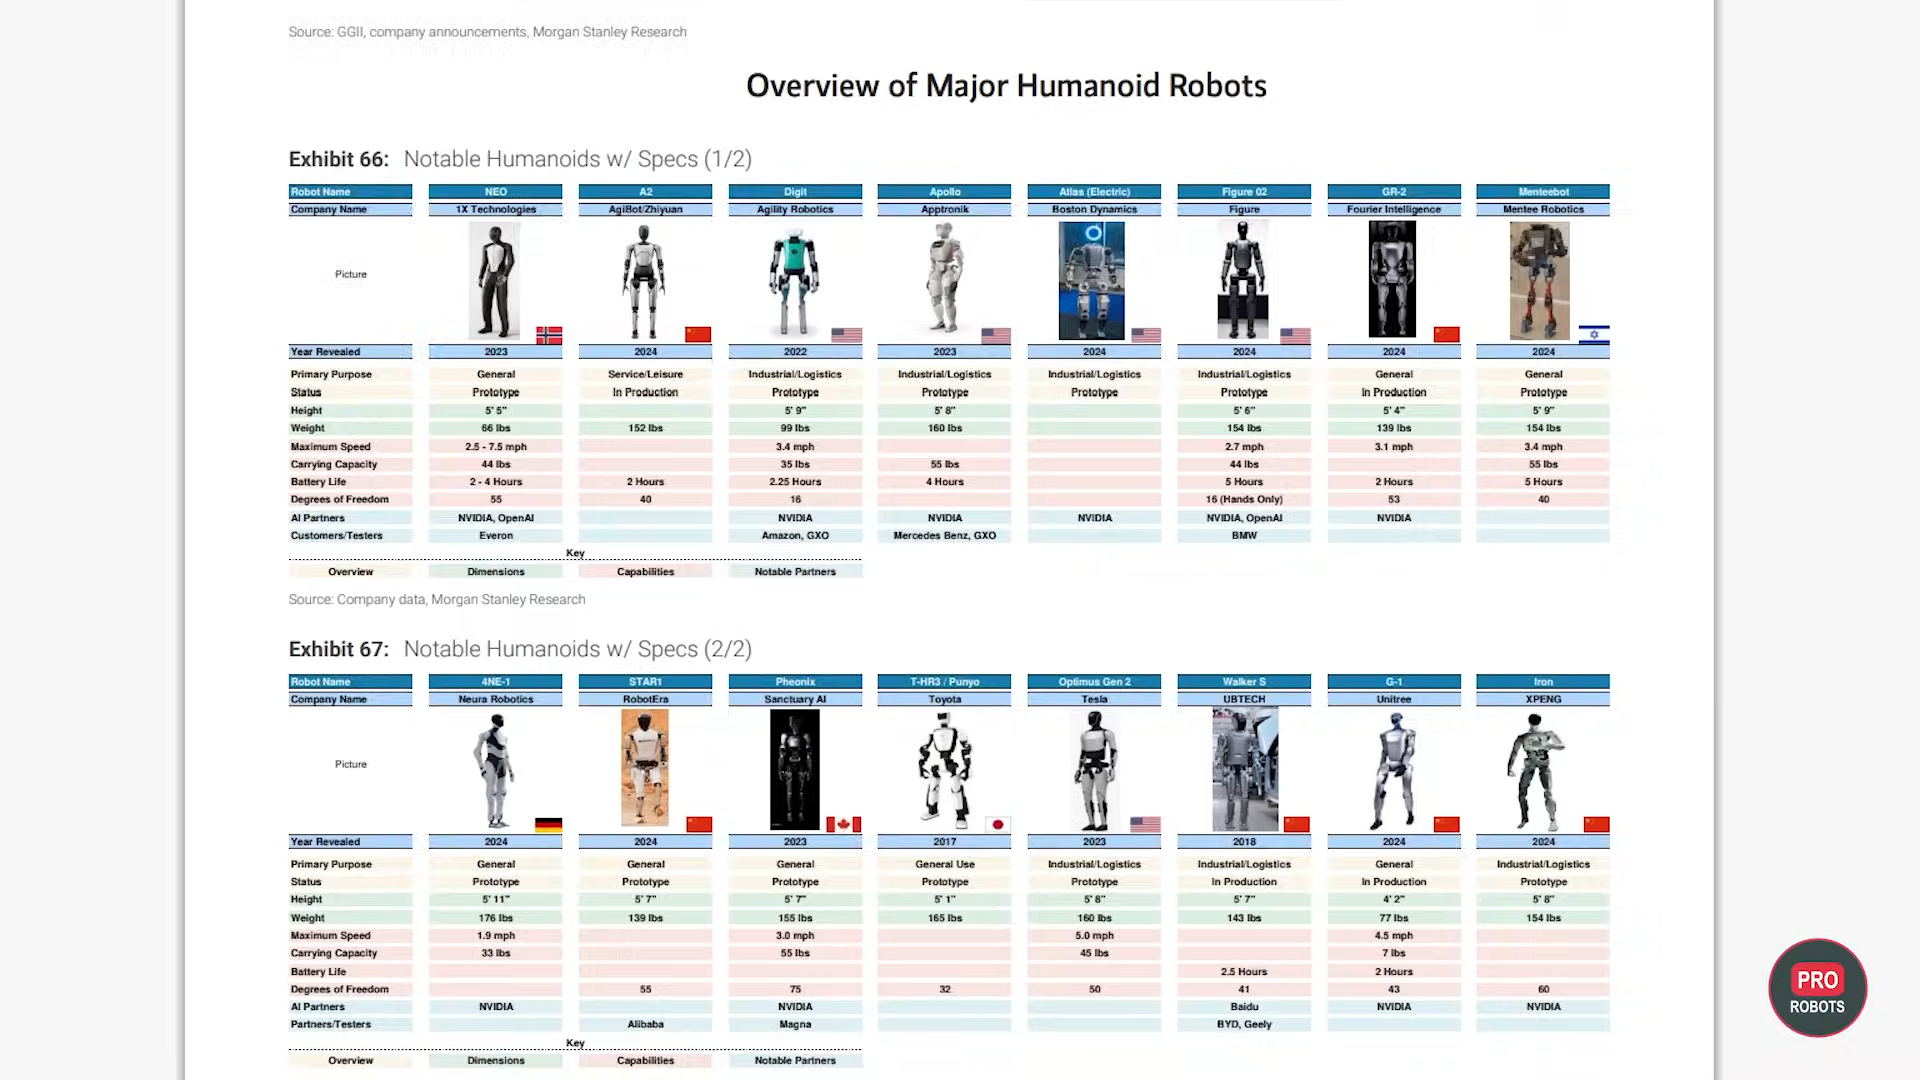 Source: GGII, company announcements, Morgan Stanley Research
Overview of Major Humanoid Robots
Exhibit 66: Notable Humanoids w/ Specs (1/2)
Robot Name NEO A2 Digit Apollo Atlas (Electric) Figure 02 GR-2 Menteebot
Company Name 1X Technologies AgiBot/Zhiyuan Agility Robotics Apptronik Boston Dynamics Figure Fourier Intelligence Mentee Robotics
Picture
Year Revealed 2023 2024 2022 2023 2024 2024 2024 2024
Primary Purpose General Service/Leisure Industrial/Logistics Industrial/Logistics Industrial/Logistics Industrial/Logistics General General
Status Prototype In Production Prototype Prototype Prototype Prototype In Production Prototype
Height 5' 5" 5' 9" 5' 8" 5' 6" 5' 4" 5' 9"
Weight 66 lbs 152 lbs 99 lbs 160 lbs 154 lbs 139 lbs 154 lbs
Maximum Speed 2.5 - 7.5 mph 3.4 mph 2.7 mph 3.1 mph 3.4 mph
Carrying Capacity 44 lbs 35 lbs 55 lbs 44 lbs 55 lbs
Battery Life 2 - 4 Hours 2 Hours 2.25 Hours 4 Hours 5 Hours 2 Hours 5 Hours
Degrees of Freedom 55 40 16 16 (Hands Only) 53 40
AI Partners NVIDIA, OpenAI NVIDIA NVIDIA NVIDIA NVIDIA, OpenAI NVIDIA
Customers/Testers Everon Amazon, GXO Mercedes Benz, GXO BMW
Key
Overview Dimensions Capabilities Notable Partners
Source: Company data, Morgan Stanley Research
Exhibit 67: Notable Humanoids w/ Specs (2/2)
Robot Name 4NE-1 STAR1 Pheonix T-HR3 / Punyo Optimus Gen 2 Walker S G-1 Iron
Company Name Neura Robotics RobotEra Sanctuary AI Toyota Tesla UBTECH Unitree XPENG
Picture
Year Revealed 2024 2024 2023 2017 2023 2018 2024 2024
Primary Purpose General General General General Use Industrial/Logistics Industrial/Logistics General Industrial/Logistics
Status Prototype Prototype Prototype Prototype Prototype In Production In Production Prototype
Height 5' 11" 5' 7" 5' 7" 5' 1" 5' 8" 5' 7" 4' 2" 5' 8"
Weight 176 lbs 139 lbs 155 lbs 165 lbs 160 lbs 143 lbs 77 lbs 154 lbs
Maximum Speed 1.9 mph 3.0 mph 5.0 mph 4.5 mph
Carrying Capacity 33 lbs 55 lbs 45 lbs 7 lbs
Battery Life 2.5 Hours 2 Hours
Degrees of Freedom 55 75 32 50 41 43 60
AI Partners NVIDIA NVIDIA Baidu NVIDIA NVIDIA
Partners/Testers Alibaba Magna BYD, Geely
Key
Overview Dimensions Capabilities Notable Partners
PRO
ROBOTS